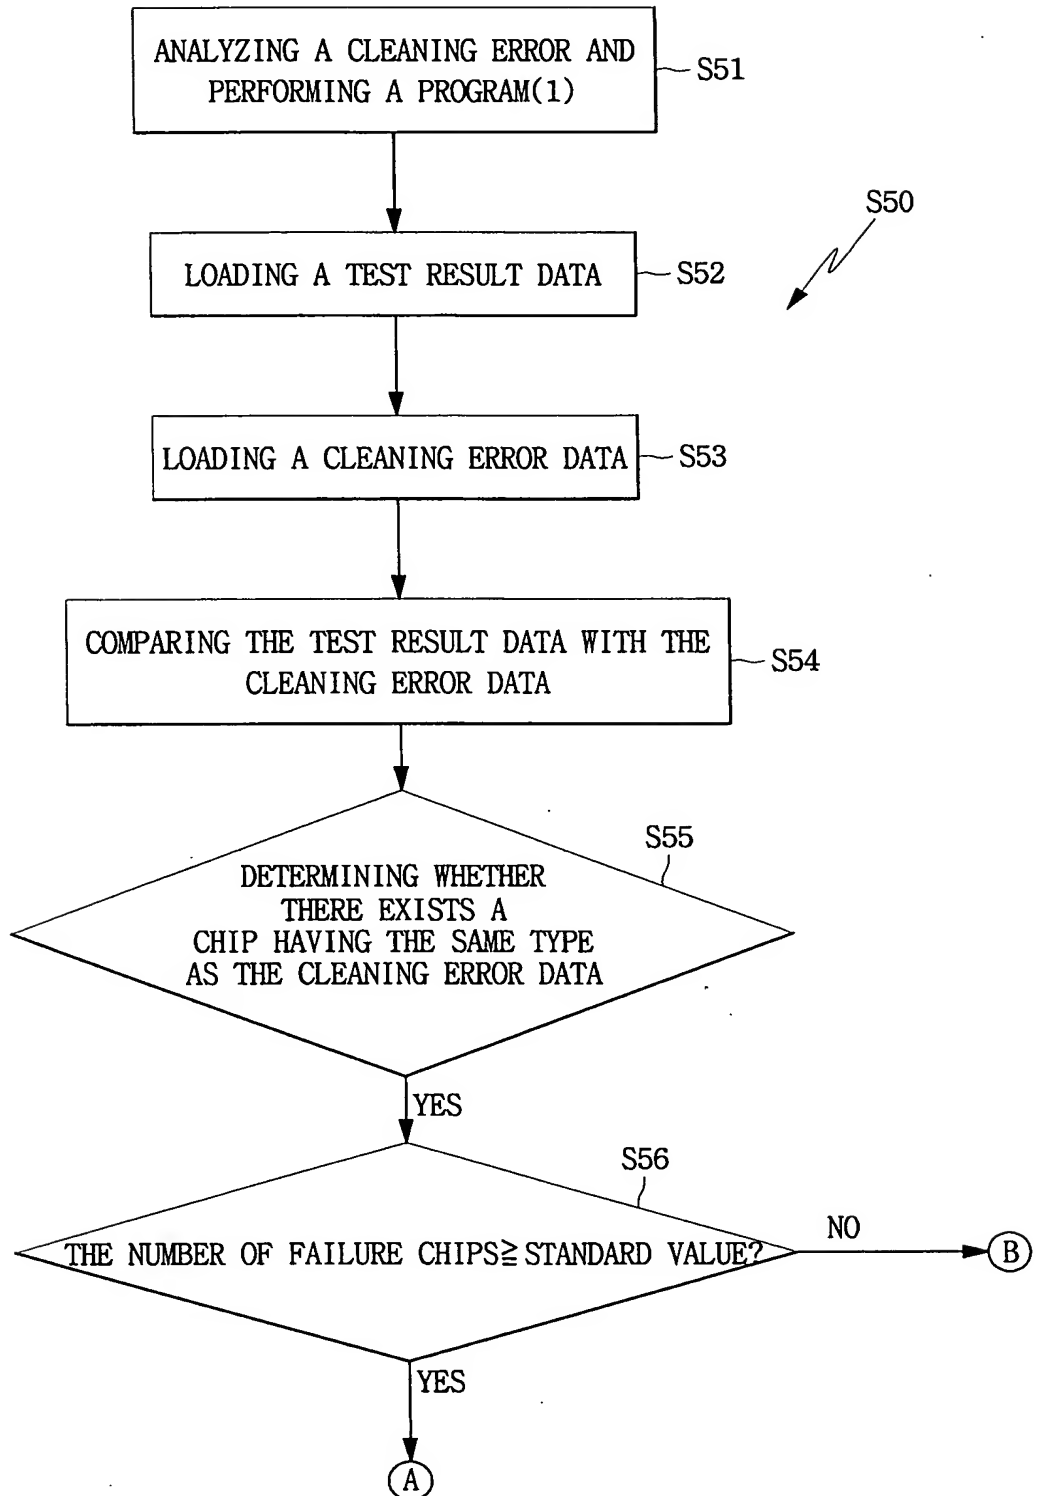 ANALYZING A CLEANING ERROR AND
PERFORMING A PROGRAM(1)
S51
S50
LOADING A TEST RESULT DATA
S52
LOADING A CLEANING ERROR DATA
S53
COMPARING THE TEST RESULT DATA WITH THE
CLEANING ERROR DATA
S54
S55
DETERMINING WHETHER
THERE EXISTS A
CHIP HAVING THE SAME TYPE
AS THE CLEANING ERROR DATA
YES
S56
THE NUMBER OF FAILURE CHIPS≧STANDARD VALUE?
NO
B
YES
A